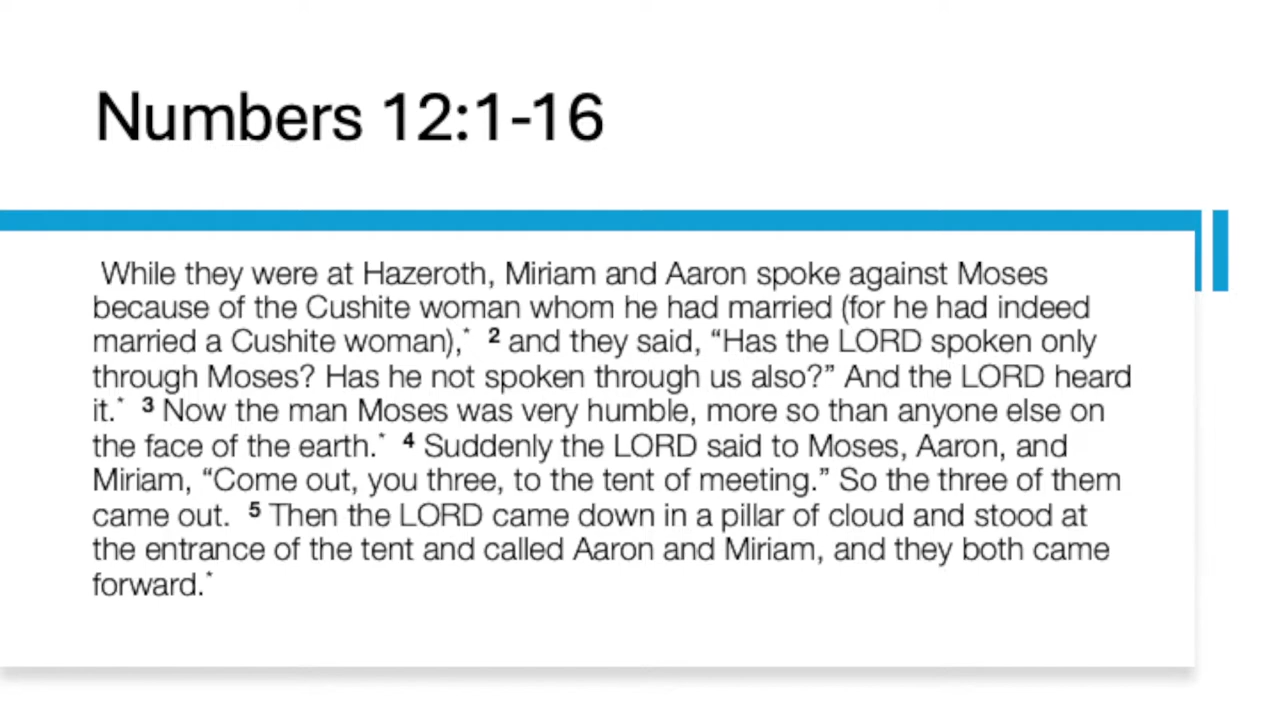 Numbers 12:1-16
While they were at Hazeroth, Miriam and Aaron spoke against Moses
because of the Cushite woman whom he had married (for he had indeed
married a Cushite woman),* 2 and they said, “Has the LORD spoken only
through Moses? Has he not spoken through us also?” And the LORD heard
it.* 3 Now the man Moses was very humble, more so than anyone else on
the face of the earth.* 4 Suddenly the LORD said to Moses, Aaron, and
Miriam, “Come out, you three, to the tent of meeting.” So the three of them
came out. 5 Then the LORD came down in a pillar of cloud and stood at
the entrance of the tent and called Aaron and Miriam, and they both came
forward.*